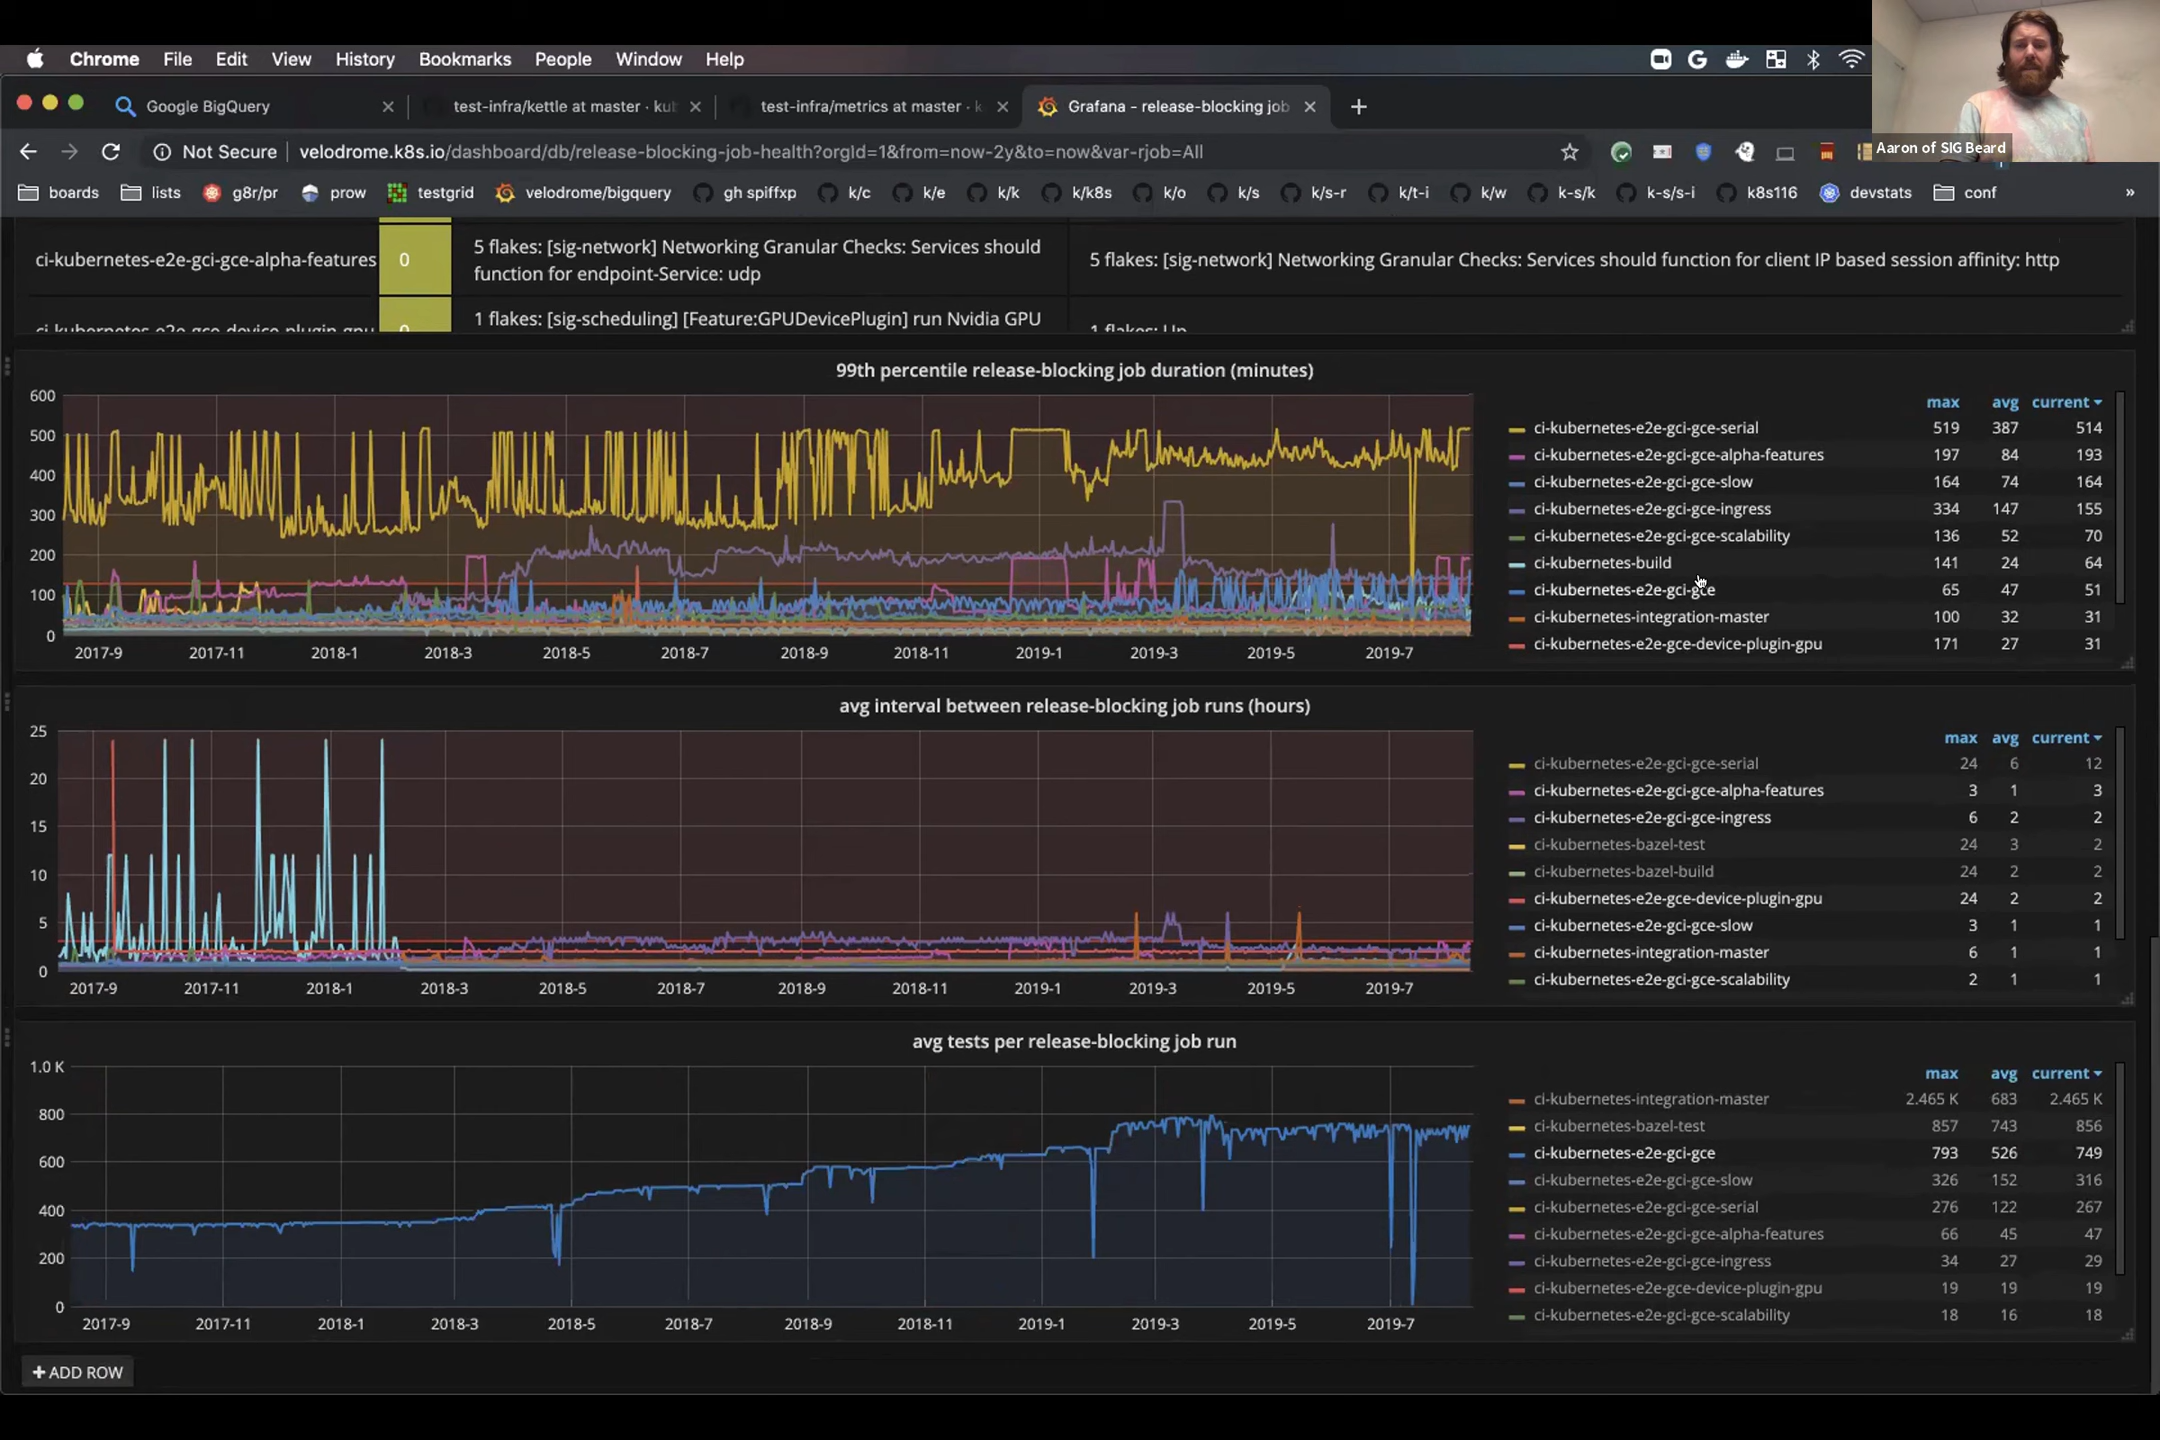 Chrome File Edit View History Bookmarks People Window Help
Google BigQuery
test-infra/kettle at master · kub
test-infra/metrics at master · k
Grafana - release-blocking job
Not Secure
velodrome.k8s.io/dashboard/db/release-blocking-job-health?orgId=1&from=now-2y&to=now&var-rjob=All
Aaron of SIG Beard
boards lists g8r/pr prow testgrid velodrome/bigquery gh spiffxp k/c k/e k/k k/k8s k/o k/s k/s-r k/t-i k/w k-s/k k-s/s-i k8s116 devstats conf »
ci-kubernetes-e2e-gci-gce-alpha-features
0
5 flakes: [sig-network] Networking Granular Checks: Services should
function for endpoint-Service: udp
5 flakes: [sig-network] Networking Granular Checks: Services should function for client IP based session affinity: http
ci-kubernetes-e2e-gce-device-plugin-gpu
0
1 flakes: [sig-scheduling] [Feature:GPUDevicePlugin] run Nvidia GPU
1 flakes: Up
99th percentile release-blocking job duration (minutes)
600
500
400
300
200
100
0
2017-9 2017-11 2018-1 2018-3 2018-5 2018-7 2018-9 2018-11 2019-1 2019-3 2019-5 2019-7
max avg current
ci-kubernetes-e2e-gci-gce-serial 519 387 514
ci-kubernetes-e2e-gci-gce-alpha-features 197 84 193
ci-kubernetes-e2e-gci-gce-slow 164 74 164
ci-kubernetes-e2e-gci-gce-ingress 334 147 155
ci-kubernetes-e2e-gci-gce-scalability 136 52 70
ci-kubernetes-build 141 24 64
ci-kubernetes-e2e-gci-gce 65 47 51
ci-kubernetes-integration-master 100 32 31
ci-kubernetes-e2e-gce-device-plugin-gpu 171 27 31
avg interval between release-blocking job runs (hours)
25
20
15
10
5
0
2017-9 2017-11 2018-1 2018-3 2018-5 2018-7 2018-9 2018-11 2019-1 2019-3 2019-5 2019-7
max avg current
ci-kubernetes-e2e-gci-gce-serial 24 6 12
ci-kubernetes-e2e-gci-gce-alpha-features 3 1 3
ci-kubernetes-e2e-gci-gce-ingress 6 2 2
ci-kubernetes-bazel-test 24 3 2
ci-kubernetes-bazel-build 24 2 2
ci-kubernetes-e2e-gce-device-plugin-gpu 24 2 2
ci-kubernetes-e2e-gci-gce-slow 3 1 1
ci-kubernetes-integration-master 6 1 1
ci-kubernetes-e2e-gci-gce-scalability 2 1 1
avg tests per release-blocking job run
1.0 K
800
600
400
200
0
2017-9 2017-11 2018-1 2018-3 2018-5 2018-7 2018-9 2018-11 2019-1 2019-3 2019-5 2019-7
max avg current
ci-kubernetes-integration-master 2.465 K 683 2.465 K
ci-kubernetes-bazel-test 857 743 856
ci-kubernetes-e2e-gci-gce 793 526 749
ci-kubernetes-e2e-gci-gce-slow 326 152 316
ci-kubernetes-e2e-gci-gce-serial 276 122 267
ci-kubernetes-e2e-gci-gce-alpha-features 66 45 47
ci-kubernetes-e2e-gci-gce-ingress 34 27 29
ci-kubernetes-e2e-gce-device-plugin-gpu 19 19 19
ci-kubernetes-e2e-gci-gce-scalability 18 16 18
+ ADD ROW